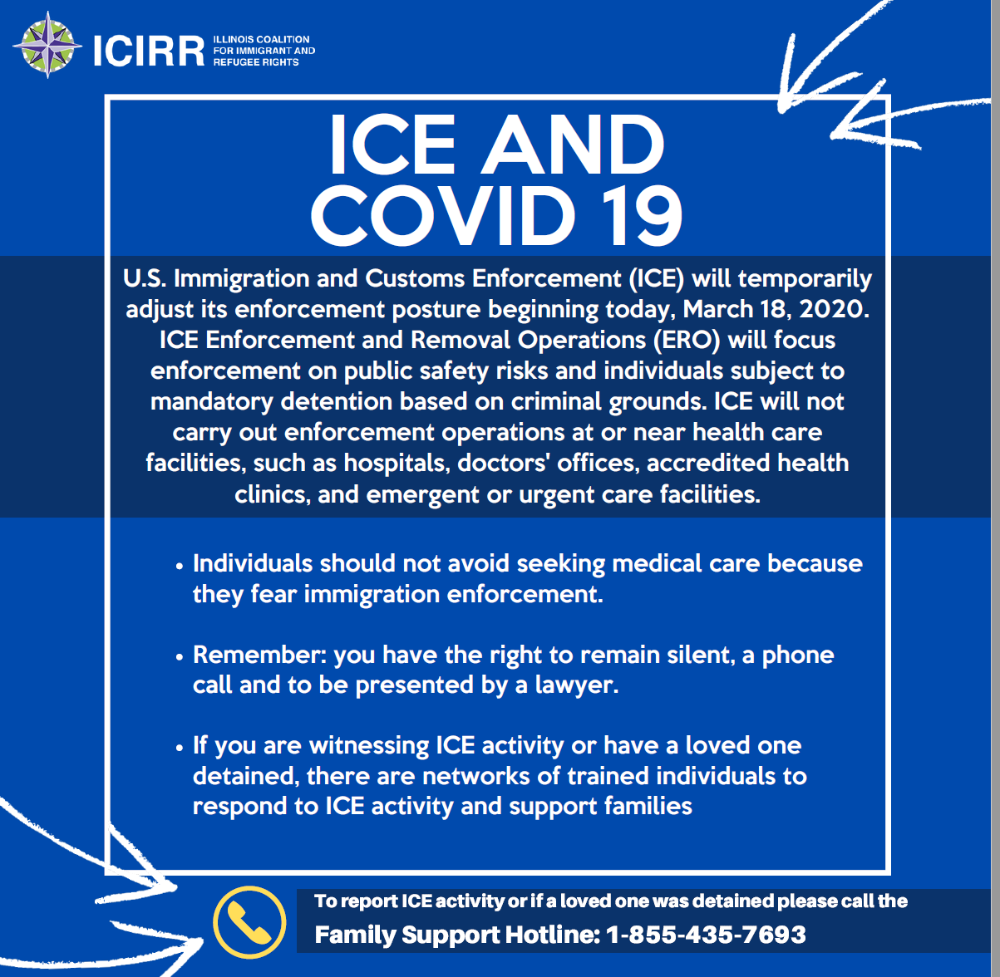 ICIRR
ILLINOIS COALITION
FOR IMMIGRANT AND
REFUGEE RIGHTS
ICE AND
COVID 19
U.S. Immigration and Customs Enforcement (ICE) will temporarily
adjust its enforcement posture beginning today, March 18, 2020.
ICE Enforcement and Removal Operations (ERO) will focus
enforcement on public safety risks and individuals subject to
mandatory detention based on criminal grounds. ICE will not
carry out enforcement operations at or near health care
facilities, such as hospitals, doctors' offices, accredited health
clinics, and emergent or urgent care facilities.
• Individuals should not avoid seeking medical care because
they fear immigration enforcement.
• Remember: you have the right to remain silent, a phone
call and to be presented by a lawyer.
• If you are witnessing ICE activity or have a loved one
detained, there are networks of trained individuals to
respond to ICE activity and support families
To report ICE activity or if a loved one was detained please call the
Family Support Hotline: 1-855-435-7693